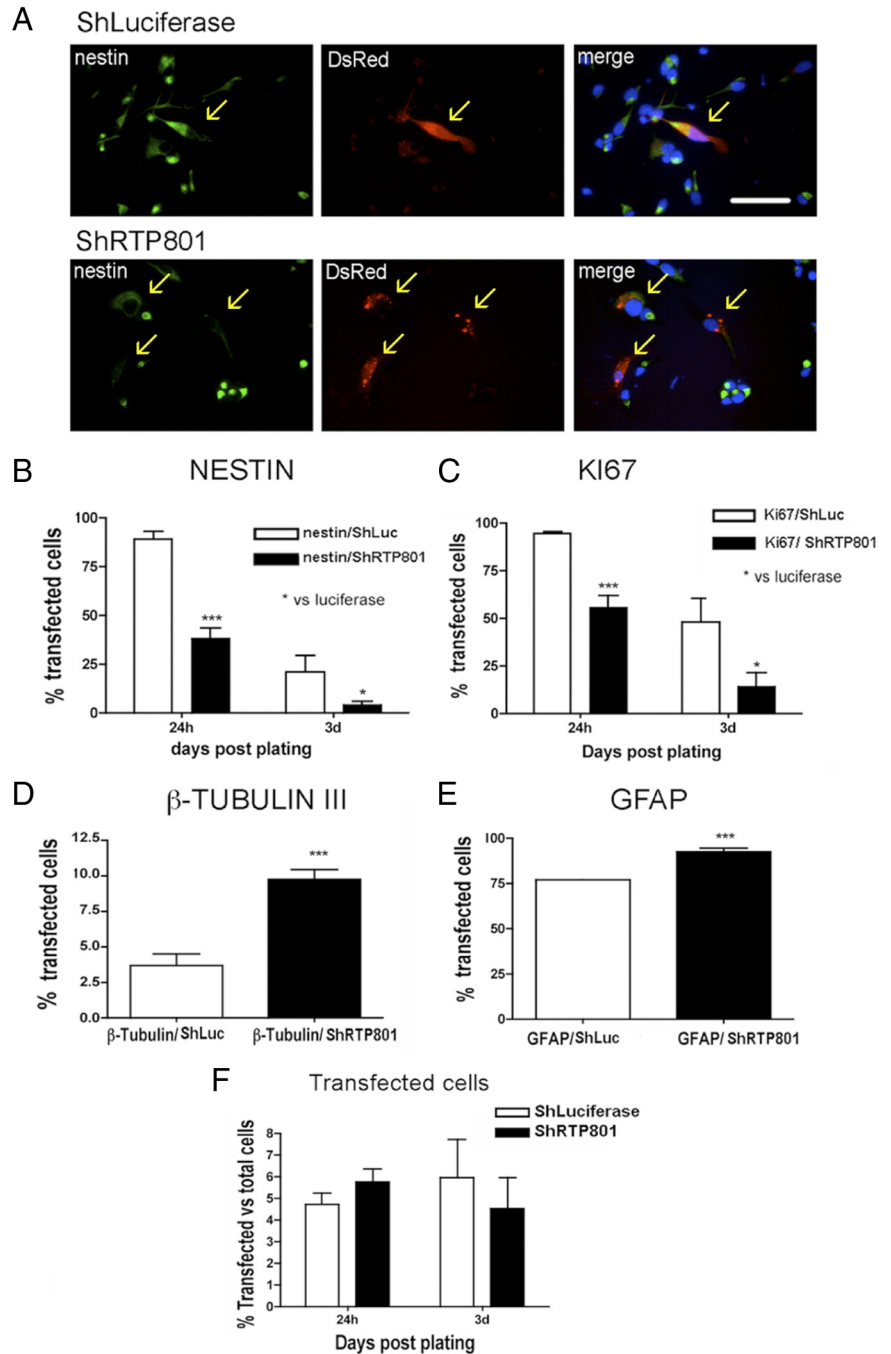 A
ShLuciferase
nestin
DsRed
merge
ShRTP801
nestin
DsRed
merge
B
NESTIN
% transfected cells
100
75
50
25
0
nestin/ShLuc
nestin/ShRTP801
* vs luciferase
***
*
24h
3d
days post plating
C
KI67
% transfected cells
100
75
50
25
0
Ki67/ShLuc
Ki67/ ShRTP801
* vs luciferase
***
*
24h
3d
Days post plating
D
β-TUBULIN III
% transfected cells
12.5
10.0
7.5
5.0
2.5
0.0
***
β-Tubulin/ShLuc
β-Tubulin/ShRTP801
E
GFAP
% transfected cells
100
75
50
25
0
***
GFAP/ShLuc
GFAP/ShRTP801
F
Transfected cells
% Transfected vs total cells
8
7
6
5
4
3
2
1
0
ShLuciferase
ShRTP801
24h
3d
Days post plating